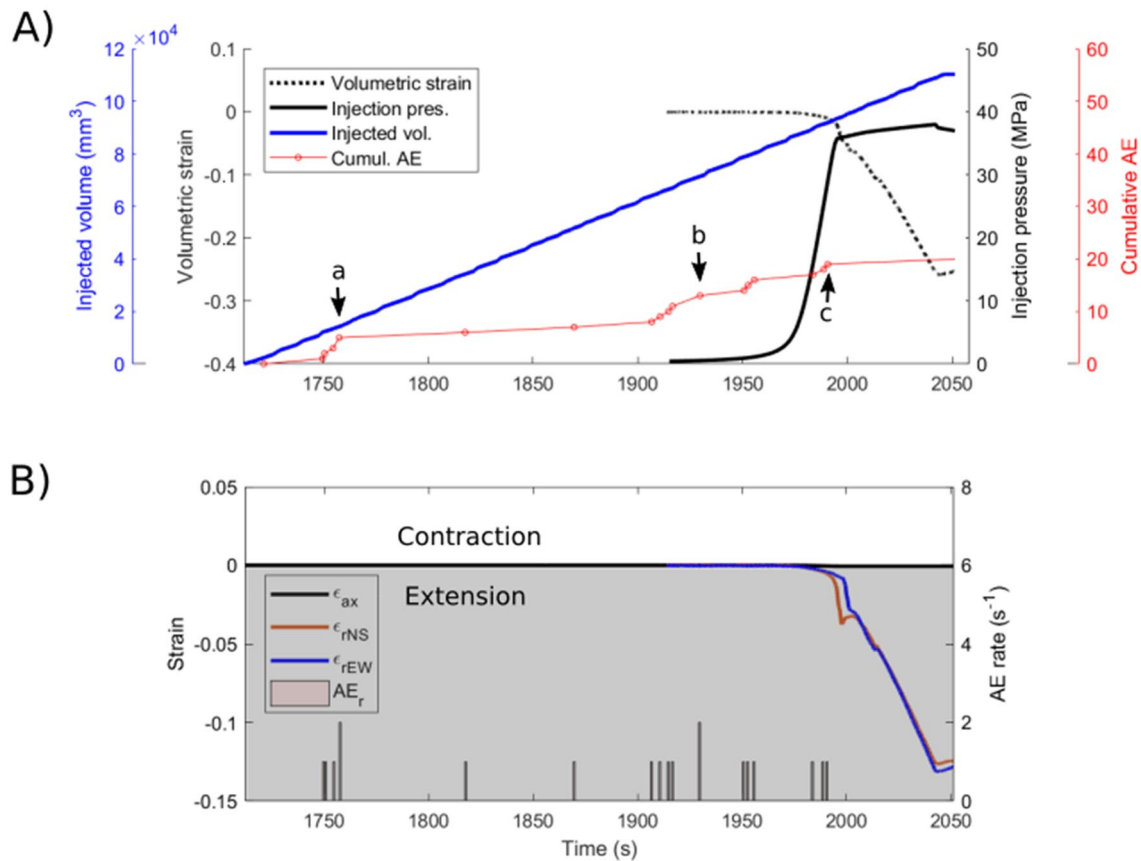 A)
12 ×10⁴
10
8
6
4
2
0
Injected volume (mm³)
0.1
0
-0.1
-0.2
-0.3
-0.4
Volumetric strain
Volumetric strain
Injection pres.
Injected vol.
Cumul. AE
a
b
c
50
40
30
20
10
0
Injection pressure (MPa)
60
50
40
30
20
10
0
Cumulative AE
1750 1800 1850 1900 1950 2000 2050
B)
0.05
0
-0.05
-0.1
-0.15
Strain
Contraction
Extension
ϵax
ϵrNS
ϵrEW
AEr
8
6
4
2
0
AE rate (s⁻¹)
1750 1800 1850 1900 1950 2000 2050
Time (s)